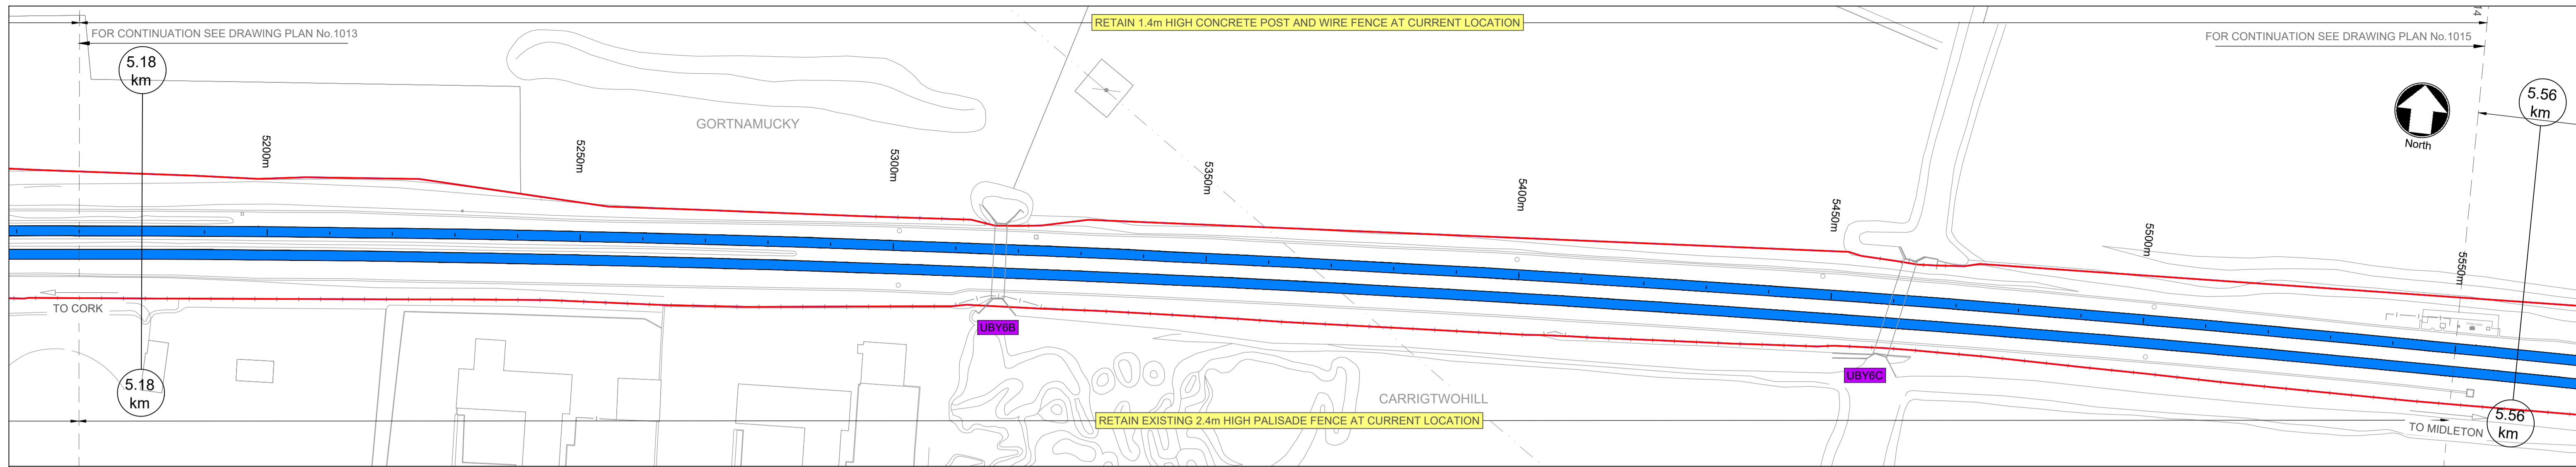 RETAIN 1.4m HIGH CONCRETE POST AND WIRE FENCE AT CURRENT LOCATION
14
FOR CONTINUATION SEE DRAWING PLAN No.1013
FOR CONTINUATION SEE DRAWING PLAN No.1015
5.18
km
5.56
km
GORTNAMUCKY
North
5200m
5250m
5300m
5350m
5400m
5450m
5500m
5550m
TO CORK
UBY6B
UBY6C
5.18
km
CARRIGTWOHILL
RETAIN EXISTING 2.4m HIGH PALISADE FENCE AT CURRENT LOCATION
TO MIDLETON
5.56
km